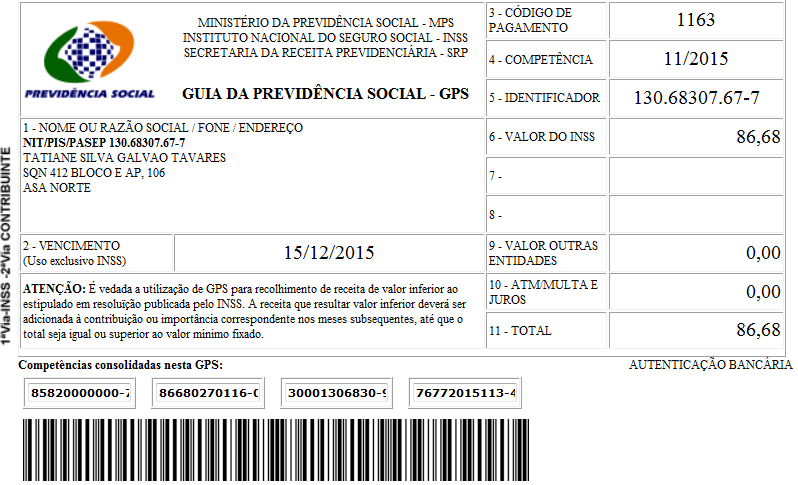 MINISTÉRIO DA PREVIDÊNCIA SOCIAL - MPS
INSTITUTO NACIONAL DO SEGURO SOCIAL - INSS
SECRETARIA DA RECEITA PREVIDENCIÁRIA - SRP
PREVIDÊNCIA SOCIAL
GUIA DA PREVIDÊNCIA SOCIAL - GPS
3 - CÓDIGO DE
PAGAMENTO
1163
4 - COMPETÊNCIA
11/2015
5 - IDENTIFICADOR
130.68307.67-7
1 - NOME OU RAZÃO SOCIAL / FONE / ENDEREÇO
NIT/PIS/PASEP 130.68307.67-7
TATIANE SILVA GALVAO TAVARES
SQN 412 BLOCO E AP, 106
ASA NORTE
6 - VALOR DO INSS
86,68
7 -
8 -
2 - VENCIMENTO
(Uso exclusivo INSS)
15/12/2015
9 - VALOR OUTRAS
ENTIDADES
0,00
ATENÇÃO: É vedada a utilização de GPS para recolhimento de receita de valor inferior ao
estipulado em resoluïção publicada pelo INSS. A receita que resultar valor inferior deverá ser
adicionada à contribuição ou importância correspondente nos meses subsequentes, até que o
total seja igual ou superior ao valor mínimo fixado.
10 - ATM/MULTA E
JUROS
0,00
11 - TOTAL
86,68
1ªVia-INSS -2ªVia CONTRIBUINTE
Competências consolidadas nesta GPS:
AUTENTICAÇÃO BANCÁRIA
85820000000-7
86680270116-0
30001306830-9
76772015113-4